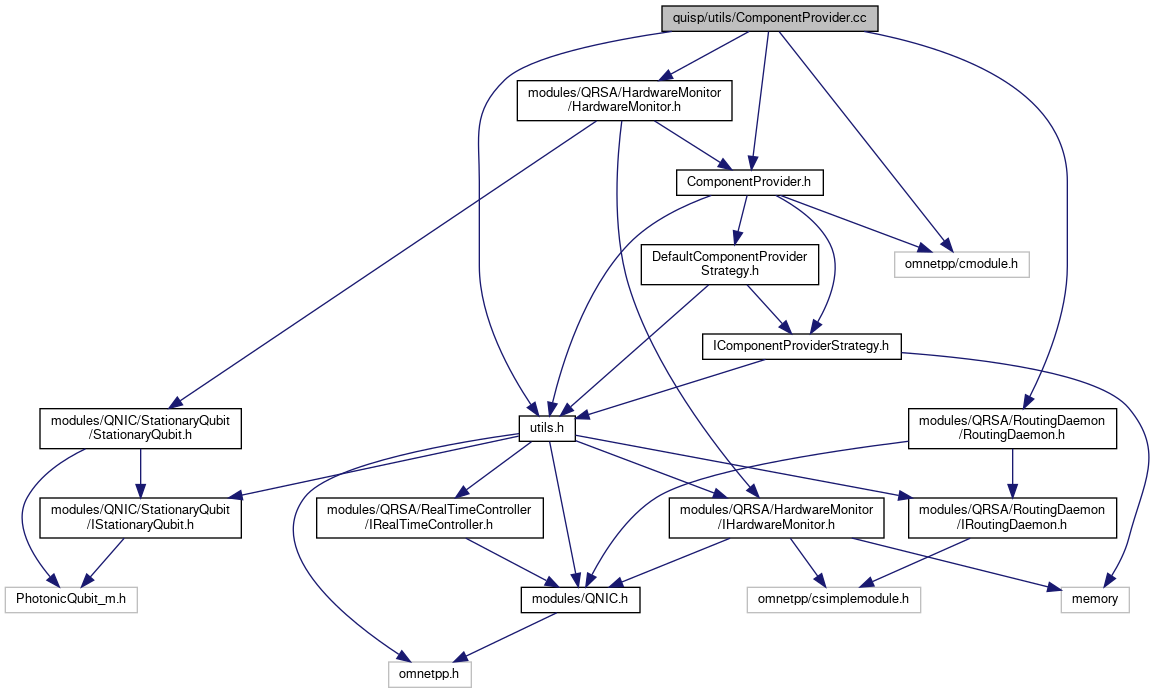 quisp/utils/ComponentProvider.cc
modules/QRSA/HardwareMonitor
/HardwareMonitor.h
ComponentProvider.h
DefaultComponentProvider
Strategy.h
omnetpp/cmodule.h
IComponentProviderStrategy.h
modules/QNIC/StationaryQubit
/StationaryQubit.h
utils.h
modules/QRSA/RoutingDaemon
/RoutingDaemon.h
modules/QNIC/StationaryQubit
/IStationaryQubit.h
modules/QRSA/RealTimeController
/IRealTimeController.h
modules/QRSA/HardwareMonitor
/IHardwareMonitor.h
modules/QRSA/RoutingDaemon
/IRoutingDaemon.h
PhotonicQubit_m.h
modules/QNIC.h
omnetpp/csimplemodule.h
memory
omnetpp.h